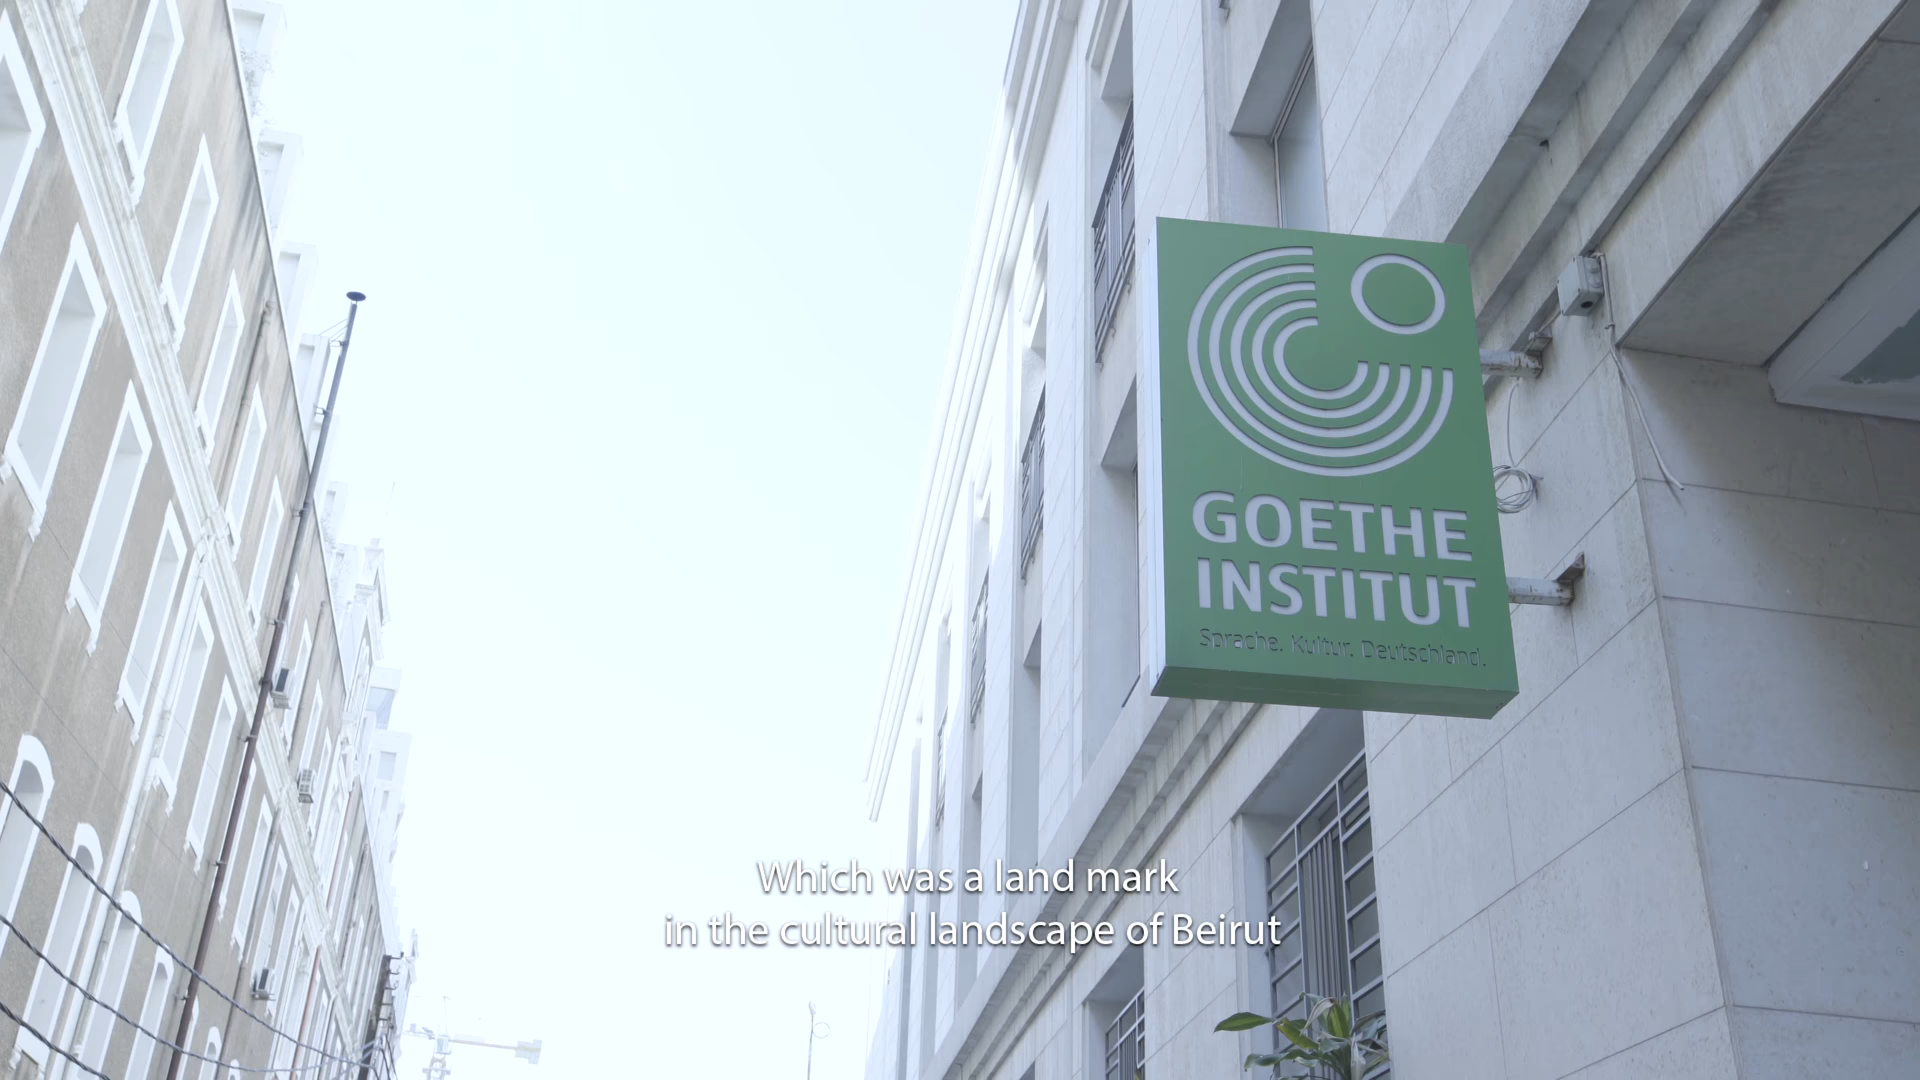 GOETHE
INSTITUT
Sprache. Kultur. Deutschland.
Which was a land mark
in the cultural landscape of Beirut